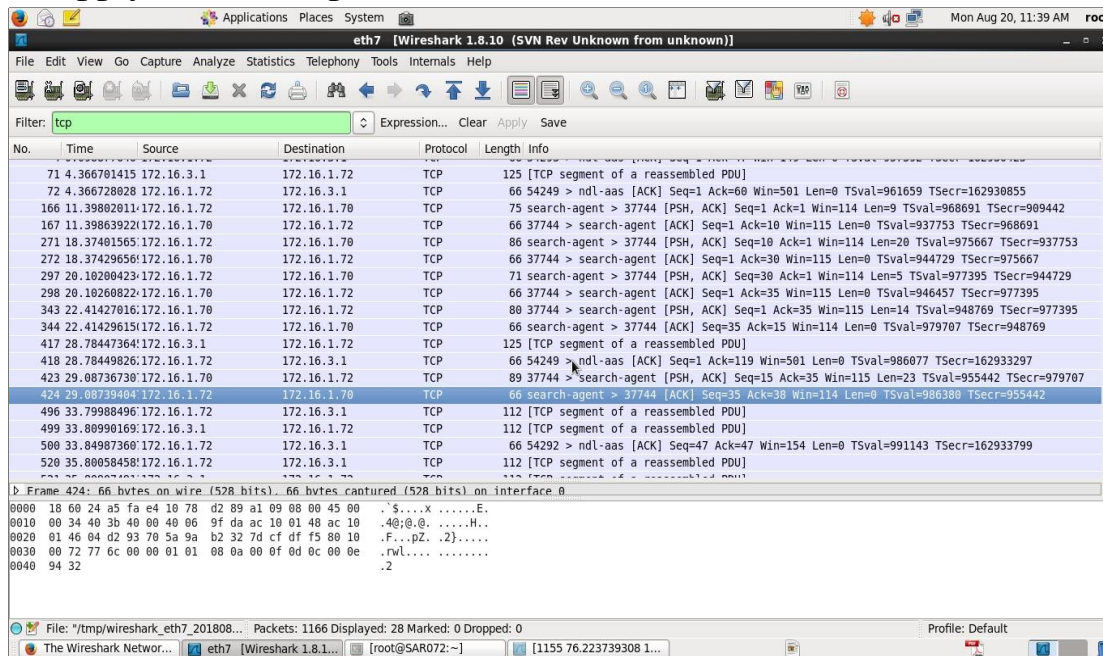 Applications Places System Mon Aug 20, 11:39 AM
eth7 [Wireshark 1.8.10 (SVN Rev Unknown from unknown)]
File Edit View Go Capture Analyze Statistics Telephony Tools Internals Help
Filter: tcp Expression... Clear Apply Save
No. Time Source Destination Protocol Length Info
71 4.366701415 172.16.3.1 172.16.1.72 TCP 125 [TCP segment of a reassembled PDU]
72 4.366728028 172.16.1.72 172.16.3.1 TCP 66 54249 > ndl-aas [ACK] Seq=1 Ack=60 Win=501 Len=0 TSval=961659 TSecr=162930855
166 11.39802011 172.16.1.72 172.16.1.70 TCP 75 search-agent > 37744 [PSH, ACK] Seq=1 Ack=1 Win=114 Len=9 TSval=968691 TSecr=909442
167 11.39863922 172.16.1.70 172.16.1.72 TCP 66 37744 > search-agent [ACK] Seq=1 Ack=10 Win=115 Len=0 TSval=937753 TSecr=968691
271 18.37401565 172.16.1.72 172.16.1.70 TCP 86 search-agent > 37744 [PSH, ACK] Seq=10 Ack=1 Win=114 Len=20 TSval=975667 TSecr=937753
272 18.37429656 172.16.1.70 172.16.1.72 TCP 66 37744 > search-agent [ACK] Seq=1 Ack=30 Win=115 Len=0 TSval=944729 TSecr=975667
297 20.10200423 172.16.1.72 172.16.1.70 TCP 71 search-agent > 37744 [PSH, ACK] Seq=30 Ack=1 Win=114 Len=5 TSval=977395 TSecr=944729
298 20.10260822 172.16.1.70 172.16.1.72 TCP 66 37744 > search-agent [ACK] Seq=1 Ack=35 Win=115 Len=0 TSval=946457 TSecr=977395
343 22.41427016 172.16.1.70 172.16.1.72 TCP 80 37744 > search-agent [PSH, ACK] Seq=1 Ack=35 Win=115 Len=14 TSval=948769 TSecr=977395
344 22.41429615 172.16.1.72 172.16.1.70 TCP 66 search-agent > 37744 [ACK] Seq=35 Ack=15 Win=114 Len=0 TSval=979707 TSecr=948769
417 28.78447364 172.16.3.1 172.16.1.72 TCP 125 [TCP segment of a reassembled PDU]
418 28.78449826 172.16.1.72 172.16.3.1 TCP 66 54249 > ndl-aas [ACK] Seq=1 Ack=119 Win=501 Len=0 TSval=986077 TSecr=162933297
423 29.08736730 172.16.1.70 172.16.1.72 TCP 89 37744 > search-agent [PSH, ACK] Seq=15 Ack=35 Win=115 Len=23 TSval=955442 TSecr=979707
424 29.08739404 172.16.1.72 172.16.1.70 TCP 66 search-agent > 37744 [ACK] Seq=35 Ack=38 Win=114 Len=0 TSval=986380 TSecr=955442
496 33.79988496 172.16.1.72 172.16.3.1 TCP 112 [TCP segment of a reassembled PDU]
499 33.80990169 172.16.3.1 172.16.1.72 TCP 112 [TCP segment of a reassembled PDU]
500 33.84987360 172.16.1.72 172.16.3.1 TCP 66 54292 > ndl-aas [ACK] Seq=47 Ack=47 Win=154 Len=0 TSval=991143 TSecr=162933799
520 35.80058458 172.16.1.72 172.16.3.1 TCP 112 [TCP segment of a reassembled PDU]
Frame 424: 66 bytes on wire (528 bits), 66 bytes captured (528 bits) on interface 0
0000 18 60 24 a5 fa e4 10 78 d2 89 a1 09 08 00 45 00 .`$....x ......E.
0010 00 34 40 3b 40 00 40 06 9f da ac 10 01 48 ac 10 .4@;@.@. .....H..
0020 01 46 04 d2 93 70 5a 9a b2 32 7d cf df f5 80 10 .F...pZ. .2}.....
0030 00 72 77 6c 00 00 01 01 08 0a 00 0f 0d 0c 00 0e .rwl.... ........
0040 94 32 .2
File: "/tmp/wireshark_eth7_201808... Packets: 1166 Displayed: 28 Marked: 0 Dropped: 0 Profile: Default
The Wireshark Networ... eth7 [Wireshark 1.8.1... [root@SAR072:~] [1155 76.223739308 1...